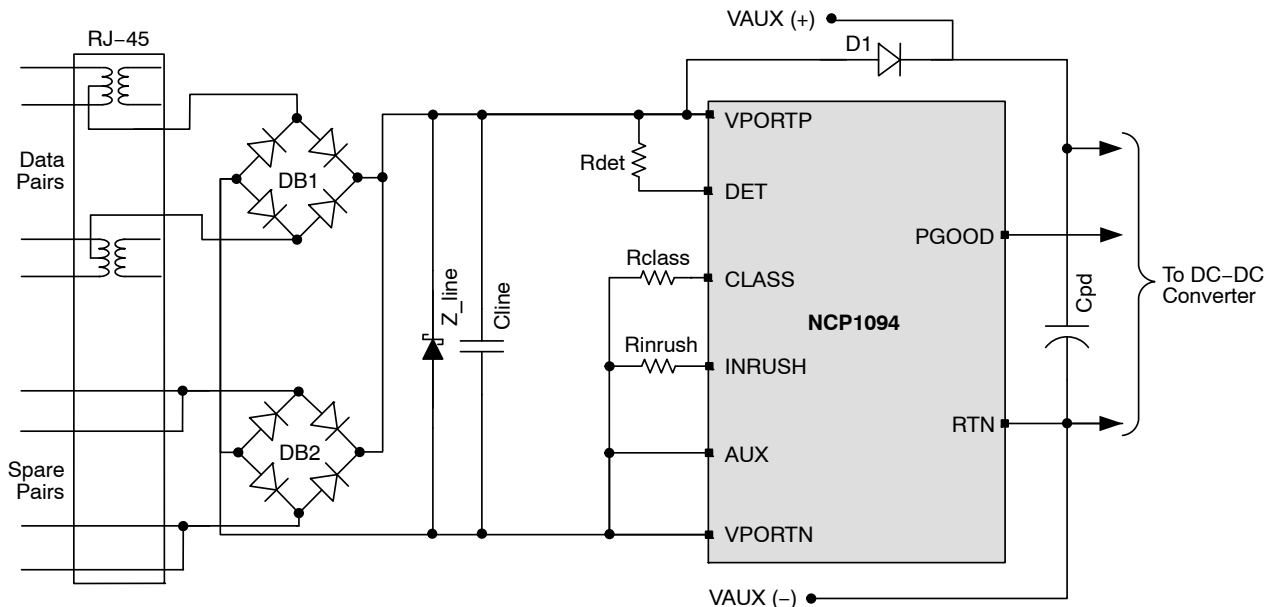 VAUX (+)
RJ−45
D1
VPORTP
Data
Pairs
Rdet
DB1
DET
PGOOD
Rclass
CLASS
To DC−DC
Converter
Z_line
Cline
Cpd
NCP1094
Rinrush
INRUSH
RTN
DB2
AUX
Spare
Pairs
VPORTN
VAUX (−)